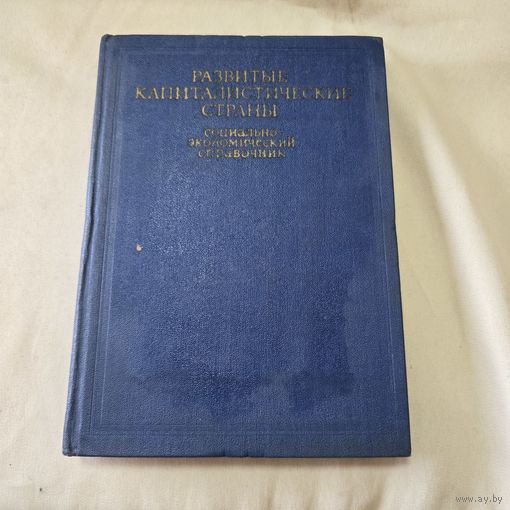 РАЗВИТЫЕ
КАПИТАЛИСТИЧЕСКИЕ
СТРАНЫ
СОЦИАЛЬНО-
ЭКОНОМИЧЕСКИЙ
СПРАВОЧНИК
www.ay.by